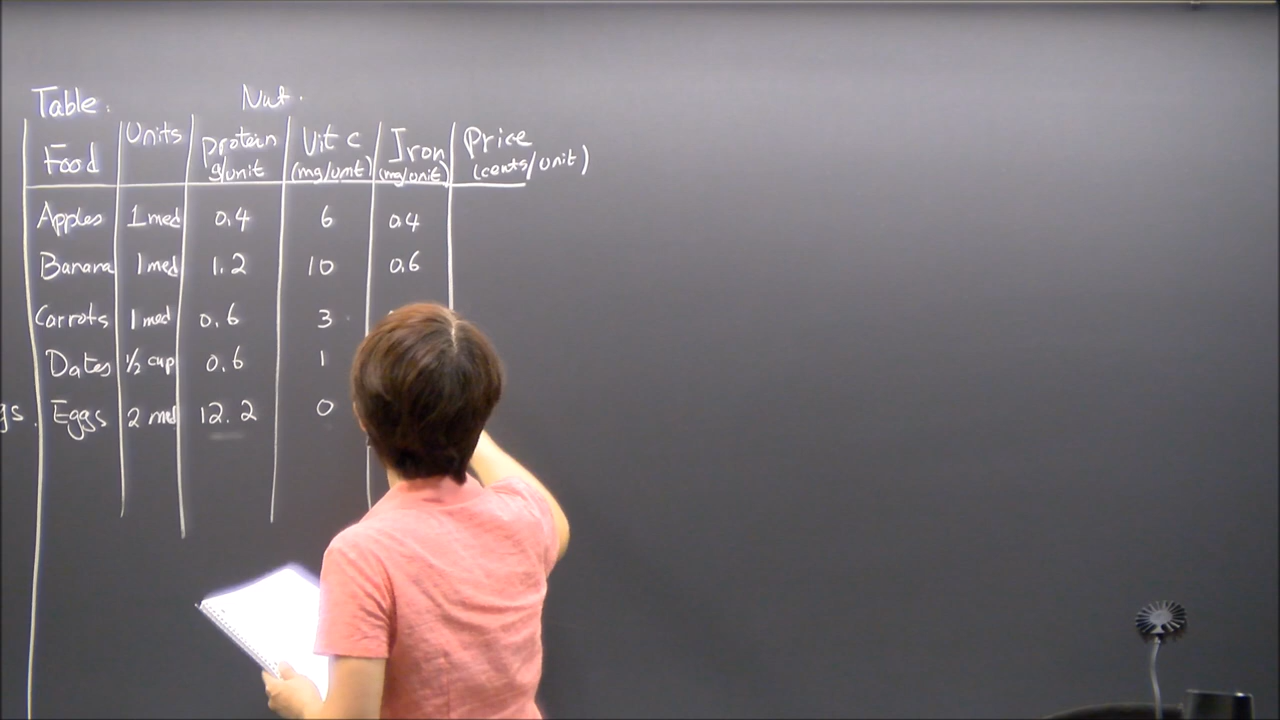 Table. Nut.
Food Units Protein g/unit Vit C (mg/unit) Iron (mg/unit) Price (cents/unit)
Apples 1 med 0.4 6 0.4
Banana 1 med 1.2 10 0.6
Carrots 1 med 0.6 3
Dates 1/2 cup 0.6 1
gs. Eggs 2 med 12.2 0